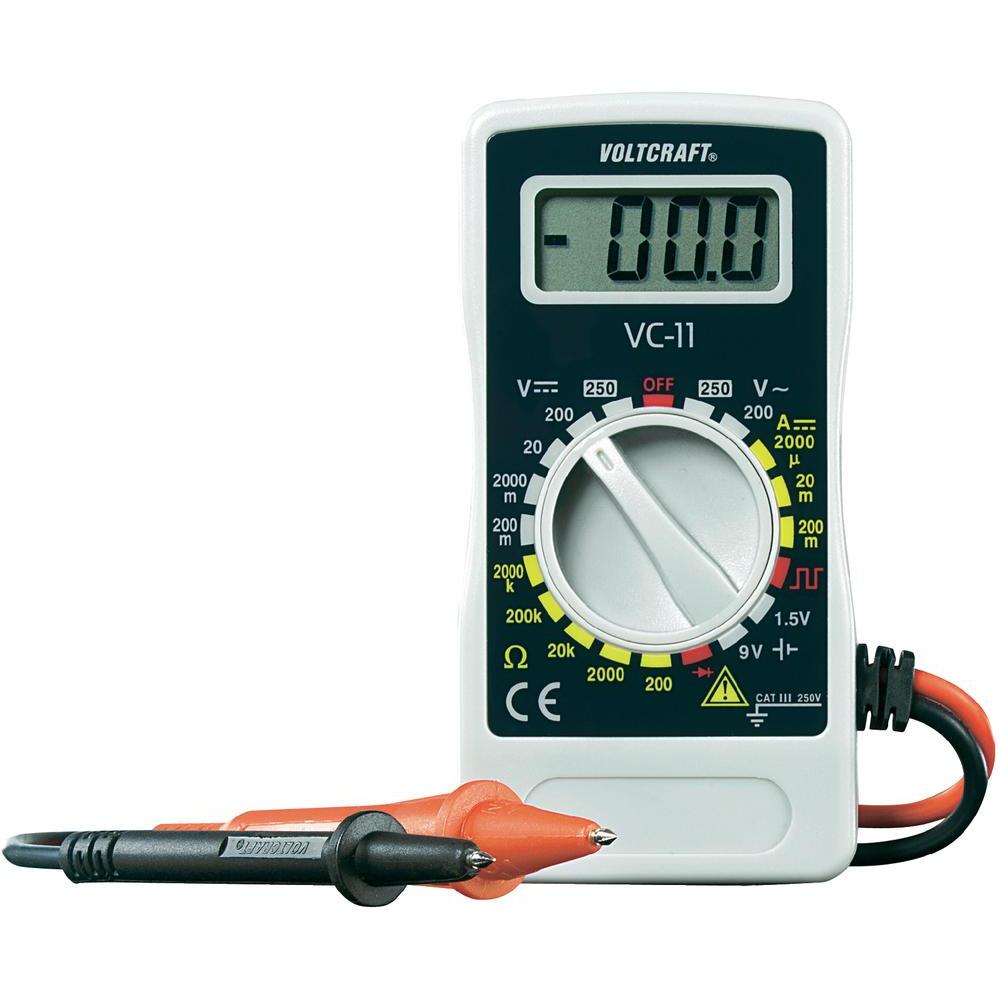 VOLTCRAFT®
- 00.0
VC-11
V⎓ 250 OFF 250 V~
200 200 A⎓
20 2000 µ
2000 m 20 m
200 m 200 m
2000 k
200k 1.5V
Ω 20k 2000 200 9V
CE CAT III 250V
VOLTCRAFT®